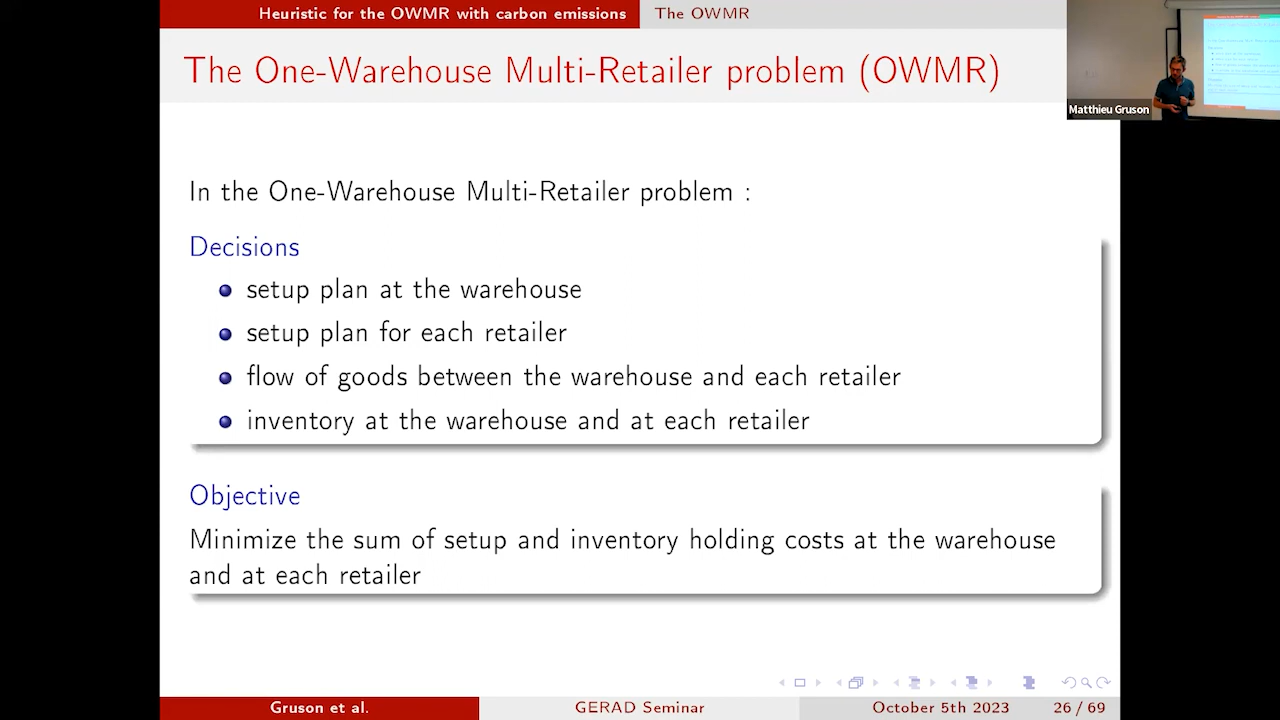 Heuristic for the OWMR with carbon emissions The OWMR
The One-Warehouse Multi-Retailer problem (OWMR)
Matthieu Gruson
In the One-Warehouse Multi-Retailer problem :
Decisions
setup plan at the warehouse
setup plan for each retailer
flow of goods between the warehouse and each retailer
inventory at the warehouse and at each retailer
Objective
Minimize the sum of setup and inventory holding costs at the warehouse
and at each retailer
Gruson et al. GERAD Seminar October 5th 2023 26 / 69